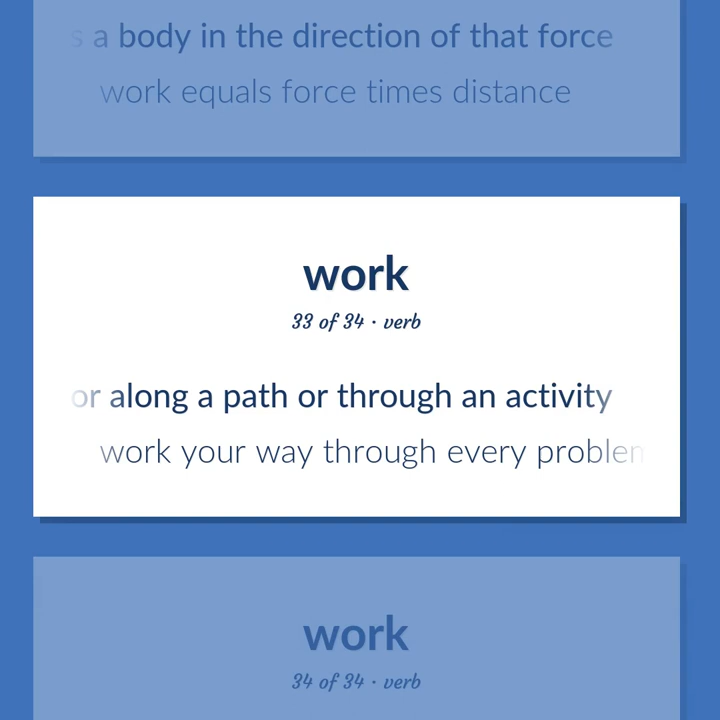 s a body in the direction of that force
work equals force times distance
work
33 of 34 · verb
or along a path or through an activity
work your way through every problem
work
34 of 34 · verb